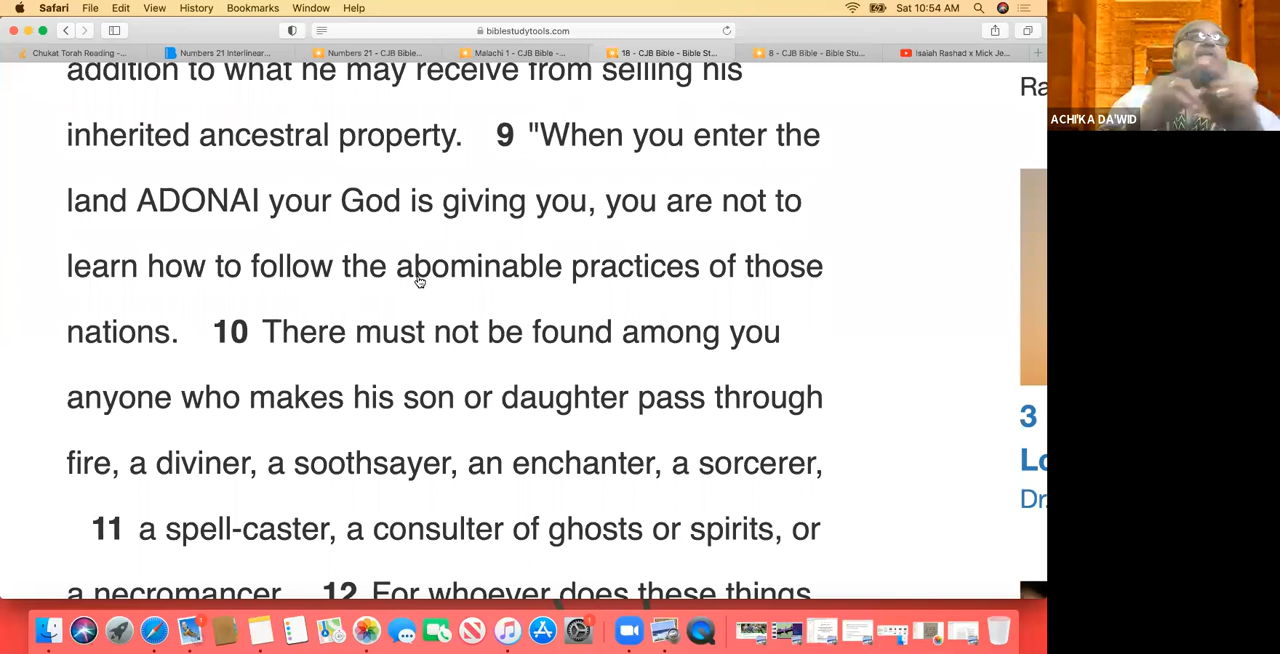 Safari File Edit View History Bookmarks Window Help Sat 10:54 AM
biblestudytools.com
Chukat Torah Reading -... Numbers 21 Interlinear... Numbers 21 - CJB Bible... Malachi 1 - CJB Bible -... 18 - CJB Bible - Bible St... 8 - CJB Bible - Bible Stu... Isaiah Rashad x Mick Je...
addition to what he may receive from selling his
inherited ancestral property. 9 "When you enter the
land ADONAI your God is giving you, you are not to
learn how to follow the abominable practices of those
nations. 10 There must not be found among you
anyone who makes his son or daughter pass through
fire, a diviner, a soothsayer, an enchanter, a sorcerer,
11 a spell-caster, a consulter of ghosts or spirits, or
a necromancer. 12 For whoever does these things
Ra
3
Lo
Dr.
ACHI'KA DA'WID